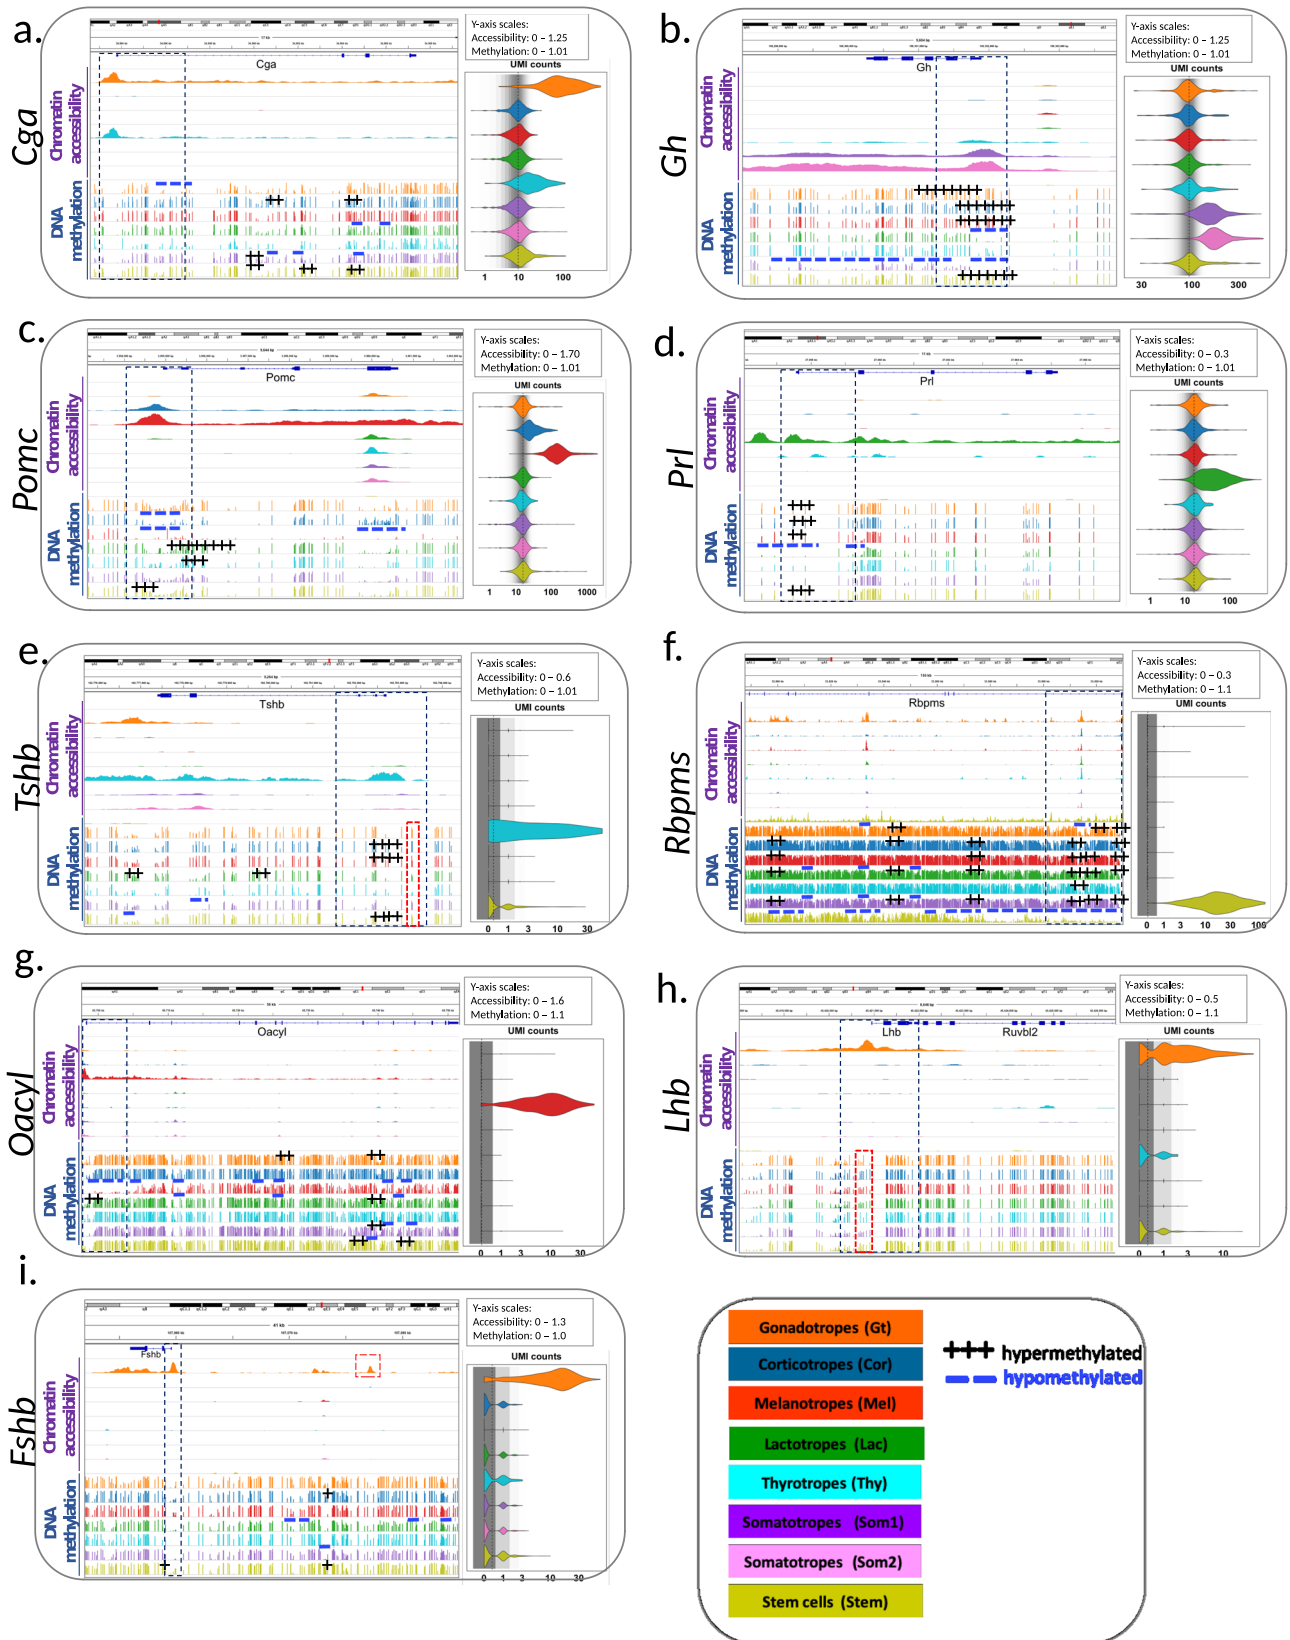 a.
Cga
Chromatin
accessibility
DNA
methylation
Cga
Y-axis scales:
Accessibility: 0 – 1.25
Methylation: 0 – 1.01
UMI counts
1 10 100
b.
Gh
Chromatin
accessibility
DNA
methylation
Gh
Y-axis scales:
Accessibility: 0 – 1.25
Methylation: 0 – 1.01
UMI counts
30 100 300
c.
Pomc
Chromatin
accessibility
DNA
methylation
Pomc
Y-axis scales:
Accessibility: 0 – 1.70
Methylation: 0 – 1.01
UMI counts
1 10 100 1000
d.
Prl
Chromatin
accessibility
DNA
methylation
Prl
Y-axis scales:
Accessibility: 0 – 0.3
Methylation: 0 – 1.01
UMI counts
1 10 100
e.
Tshb
Chromatin
accessibility
DNA
methylation
Tshb
Y-axis scales:
Accessibility: 0 – 0.6
Methylation: 0 – 1.01
UMI counts
0 1 3 10 30
f.
Rbpms
Chromatin
accessibility
DNA
methylation
Rbpms
Y-axis scales:
Accessibility: 0 – 0.3
Methylation: 0 – 1.1
UMI counts
0 1 3 10 30 100
g.
Oacyl
Chromatin
accessibility
DNA
methylation
Oacyl
Y-axis scales:
Accessibility: 0 – 1.6
Methylation: 0 – 1.1
UMI counts
0 1 3 10 30
h.
Lhb
Chromatin
accessibility
DNA
methylation
Lhb Ruvbl2
Y-axis scales:
Accessibility: 0 – 0.5
Methylation: 0 – 1.1
UMI counts
0 1 3 10
i.
Fshb
Chromatin
accessibility
DNA
methylation
41 kb
Fshb
Y-axis scales:
Accessibility: 0 – 1.3
Methylation: 0 – 1.0
UMI counts
0 1 3 10 30
Gonadotropes (Gt)
Corticotropes (Cor)
Melanotropes (Mel)
Lactotropes (Lac)
Thyrotropes (Thy)
Somatotropes (Som1)
Somatotropes (Som2)
Stem cells (Stem)
+++ hypermethylated
hypomethylated